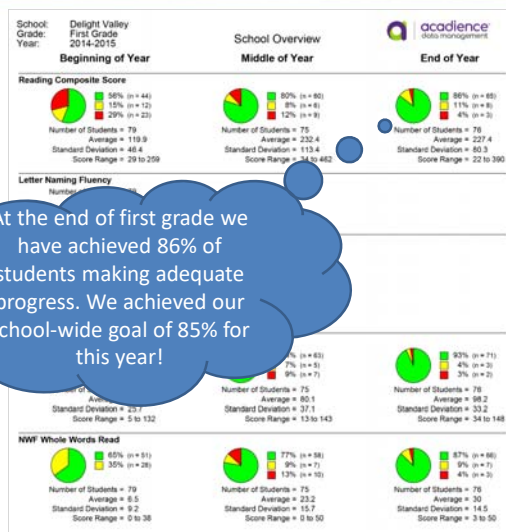 School: Delight Valley
Grade: First Grade
Year: 2014-2015
School Overview
acadience
data management
Beginning of Year
Middle of Year
End of Year
Reading Composite Score
56% (n = 44)
15% (n = 12)
29% (n = 23)
Number of Students = 79
Average = 119.9
Standard Deviation = 46.4
Score Range = 29 to 259
80% (n = 60)
8% (n = 6)
12% (n = 9)
Number of Students = 75
Average = 232.4
Standard Deviation = 113.4
Score Range = 34 to 462
86% (n = 65)
11% (n = 8)
4% (n = 3)
Number of Students = 76
Average = 227.4
Standard Deviation = 80.3
Score Range = 22 to 390
Letter Naming Fluency
At the end of first grade we
have achieved 86% of
students making adequate
progress. We achieved our
school-wide goal of 85% for
this year!
Standard Deviation = 25.7
Score Range = 5 to 132
(n = 63)
7% (n = 5)
9% (n = 7)
Number of Students = 75
Average = 80.1
Standard Deviation = 37.1
Score Range = 13 to 143
93% (n = 71)
4% (n = 3)
3% (n = 2)
Number of Students = 76
Average = 98.2
Standard Deviation = 33.2
Score Range = 34 to 148
NWF Whole Words Read
65% (n = 51)
35% (n = 28)
Number of Students = 79
Average = 6.5
Standard Deviation = 9.2
Score Range = 0 to 38
77% (n = 58)
9% (n = 7)
13% (n = 10)
Number of Students = 75
Average = 23.2
Standard Deviation = 15.7
Score Range = 0 to 50
87% (n = 66)
9% (n = 7)
4% (n = 3)
Number of Students = 76
Average = 30
Standard Deviation = 14.5
Score Range = 3 to 50